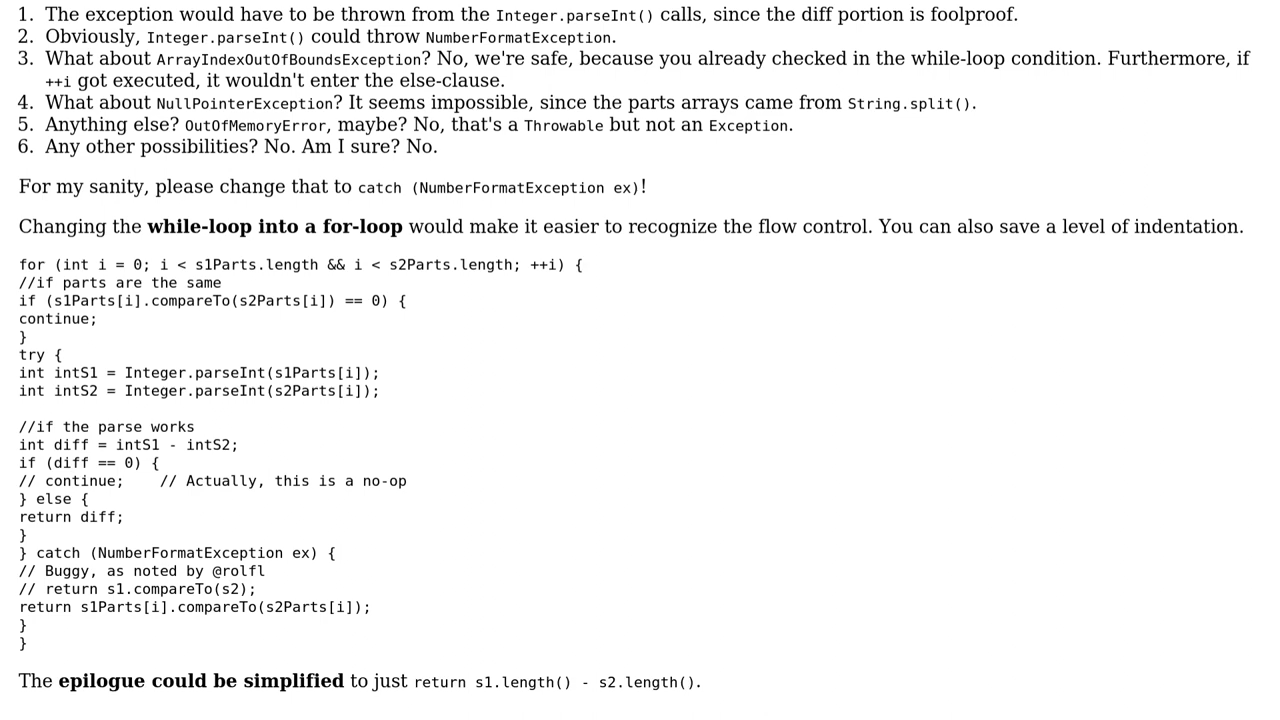 1. The exception would have to be thrown from the Integer.parseInt() calls, since the diff portion is foolproof.
2. Obviously, Integer.parseInt() could throw NumberFormatException.
3. What about ArrayIndexOutOfBoundsException? No, we're safe, because you already checked in the while-loop condition. Furthermore, if
++i got executed, it wouldn't enter the else-clause.
4. What about NullPointerException? It seems impossible, since the parts arrays came from String.split().
5. Anything else? OutOfMemoryError, maybe? No, that's a Throwable but not an Exception.
6. Any other possibilities? No. Am I sure? No.
For my sanity, please change that to catch (NumberFormatException ex)!
Changing the while-loop into a for-loop would make it easier to recognize the flow control. You can also save a level of indentation.
for (int i = 0; i < s1Parts.length && i < s2Parts.length; ++i) {
//if parts are the same
if (s1Parts[i].compareTo(s2Parts[i]) == 0) {
continue;
}
try {
int intS1 = Integer.parseInt(s1Parts[i]);
int intS2 = Integer.parseInt(s2Parts[i]);
//if the parse works
int diff = intS1 - intS2;
if (diff == 0) {
// continue;    // Actually, this is a no-op
} else {
return diff;
}
} catch (NumberFormatException ex) {
// Buggy, as noted by @rolfl
// return s1.compareTo(s2);
return s1Parts[i].compareTo(s2Parts[i]);
}
}
The epilogue could be simplified to just return s1.length() - s2.length().